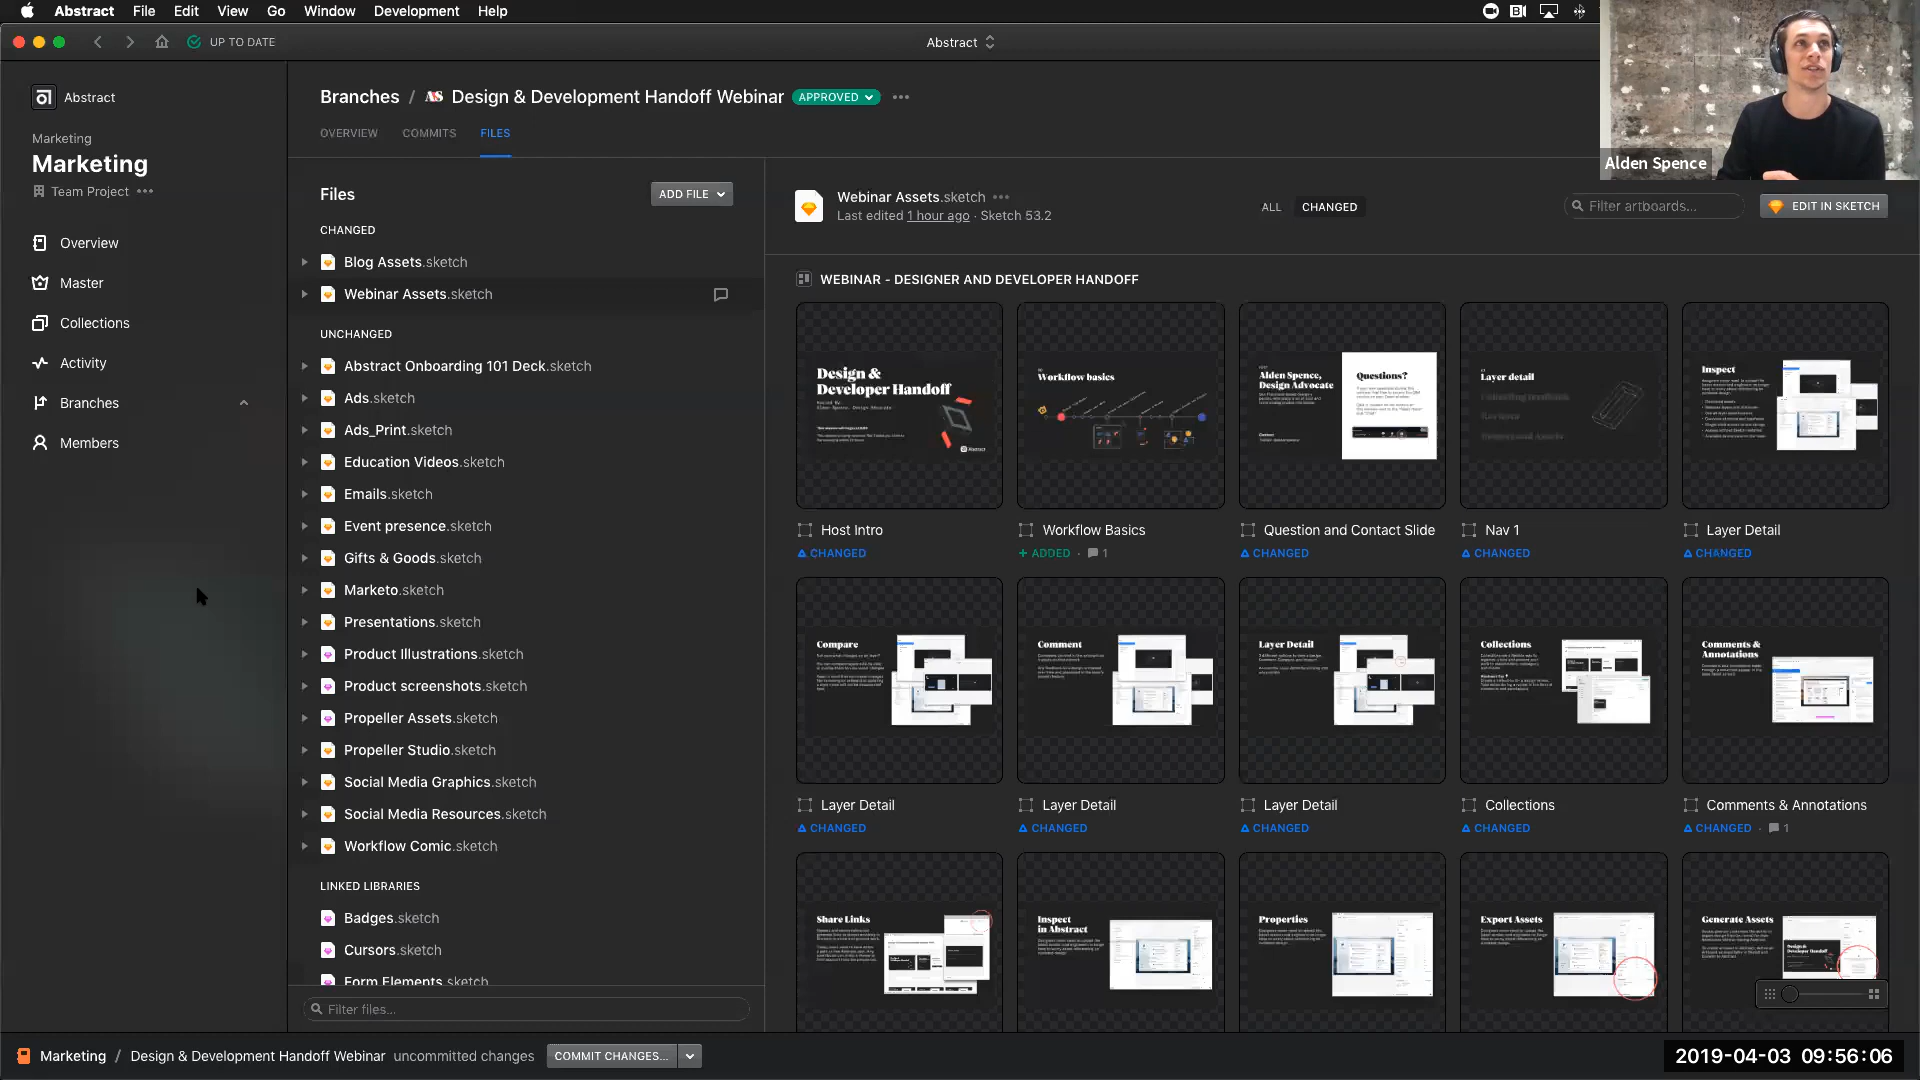 Abstract File Edit View Go Window Development Help
UP TO DATE
Abstract
Abstract
Marketing
Marketing
Team Project
Overview
Master
Collections
Activity
Branches
Members
Branches / Design & Development Handoff Webinar APPROVED
OVERVIEW COMMITS FILES
Files
ADD FILE
CHANGED
Blog Assets.sketch
Webinar Assets.sketch
UNCHANGED
Abstract Onboarding 101 Deck.sketch
Ads.sketch
Ads_Print.sketch
Education Videos.sketch
Emails.sketch
Event presence.sketch
Gifts & Goods.sketch
Marketo.sketch
Presentations.sketch
Product Illustrations.sketch
Product screenshots.sketch
Propeller Assets.sketch
Propeller Studio.sketch
Social Media Graphics.sketch
Social Media Resources.sketch
Workflow Comic.sketch
LINKED LIBRARIES
Badges.sketch
Cursors.sketch
Form Elements.sketch
Filter files...
Webinar Assets.sketch
Last edited 1 hour ago · Sketch 53.2
ALL CHANGED
Filter artboards...
EDIT IN SKETCH
Alden Spence
WEBINAR - DESIGNER AND DEVELOPER HANDOFF
Design &
Developer Handoff
Workflow basics
Alden Spence,
Design Advocate
Questions?
Layer detail
Inspect
Host Intro
CHANGED
Workflow Basics
+ ADDED · 1
Question and Contact Slide
CHANGED
Nav 1
CHANGED
Layer Detail
CHANGED
Compare
Comment
Layer Detail
Collections
Comments &
Annotations
Layer Detail
CHANGED
Layer Detail
CHANGED
Layer Detail
CHANGED
Collections
CHANGED
Comments & Annotations
CHANGED · 1
Share Links
Inspect
in Abstract
Properties
Export Assets
Generate Assets
Marketing / Design & Development Handoff Webinar uncommitted changes
COMMIT CHANGES...
2019-04-03 09:56:06